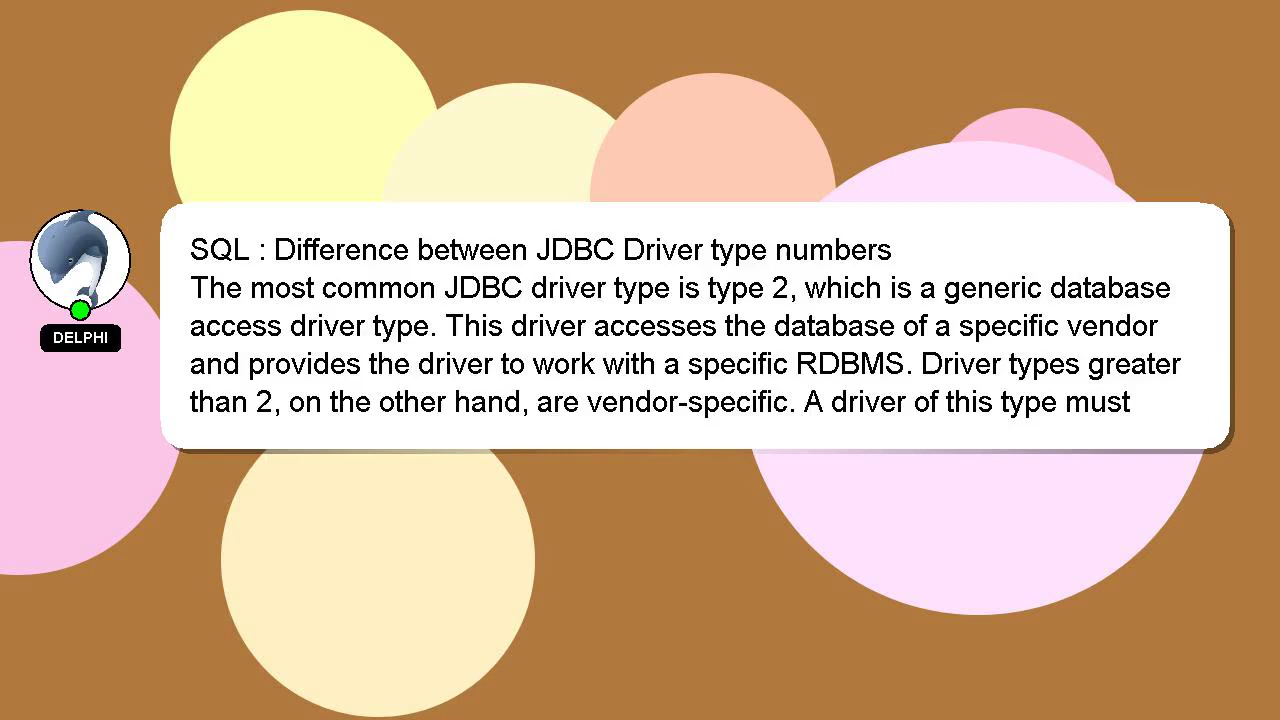 SQL : Difference between JDBC Driver type numbers
The most common JDBC driver type is type 2, which is a generic database
access driver type. This driver accesses the database of a specific vendor
and provides the driver to work with a specific RDBMS. Driver types greater
than 2, on the other hand, are vendor-specific. A driver of this type must
DELPHI